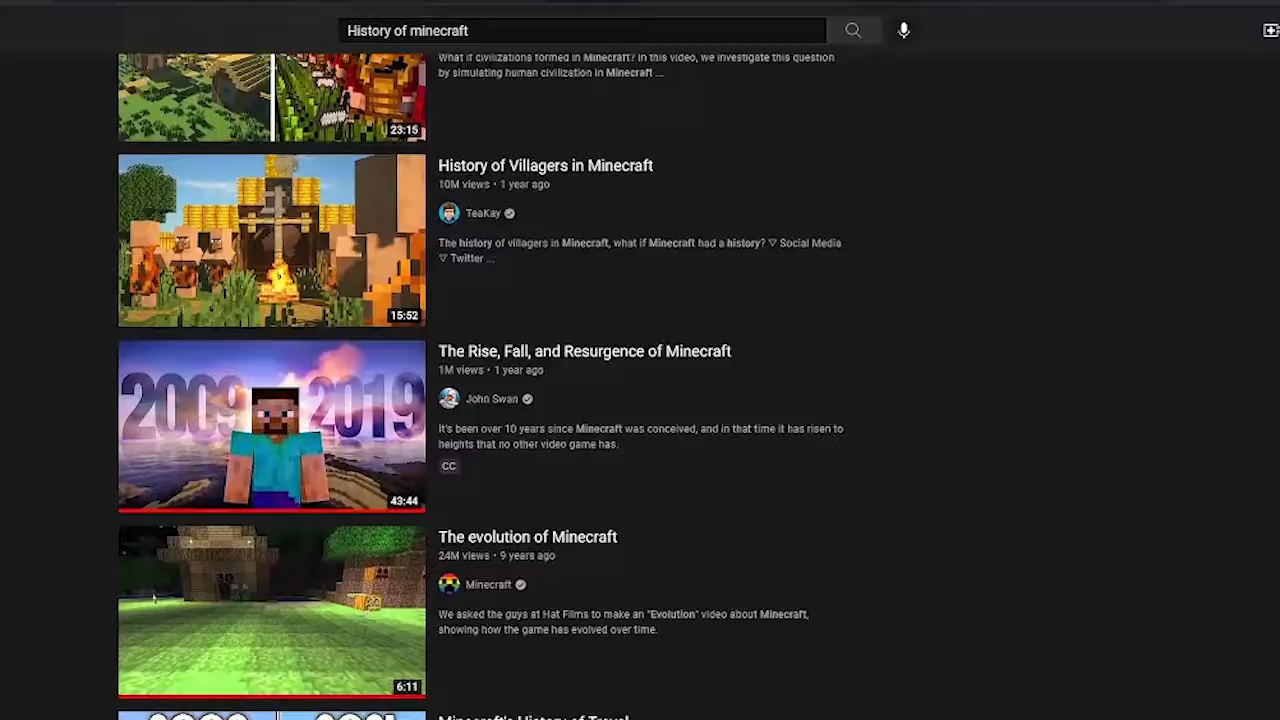 History of minecraft
What if civilizations formed in Minecraft? In this video, we investigate this question
by simulating human civilization in Minecraft ...
23:15
History of Villagers in Minecraft
10M views • 1 year ago
TeaKay
The history of villagers in Minecraft, what if Minecraft had a history? ▽ Social Media
▽ Twitter ...
15:52
The Rise, Fall, and Resurgence of Minecraft
1M views • 1 year ago
2009 2019
John Swan
It's been over 10 years since Minecraft was conceived, and in that time it has risen to
heights that no other video game has.
CC
43:44
The evolution of Minecraft
24M views • 9 years ago
Minecraft
We asked the guys at Hat Films to make an "Evolution" video about Minecraft,
showing how the game has evolved over time.
6:11
Minecraft's History of Travel